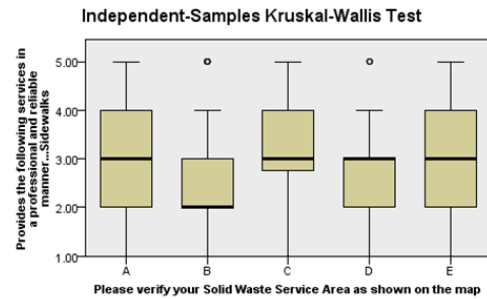 Independent-Samples Kruskal-Wallis Test
Provides the following services in
a professional and reliable
manner...Sidewalks
5.00
4.00
3.00
2.00
1.00
A B C D E
Please verify your Solid Waste Service Area as shown on the map